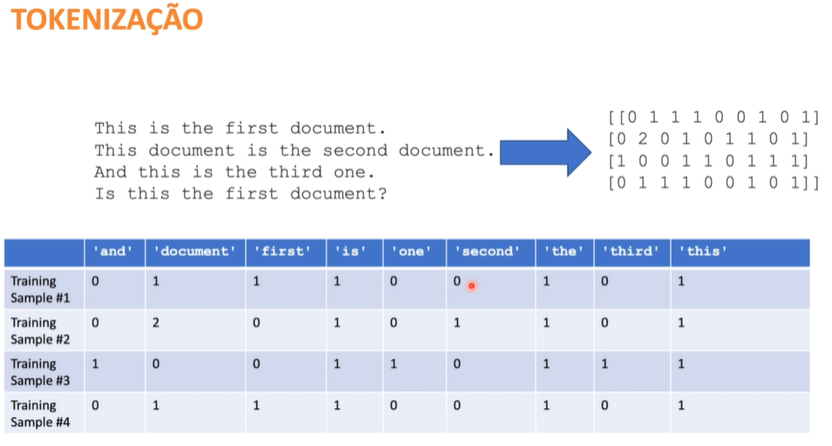 TOKENIZAÇÃO
This is the first document.
This document is the second document.
And this is the third one.
Is this the first document?
[[0 1 1 1 0 0 1 0 1]
[0 2 0 1 0 1 1 0 1]
[1 0 0 1 1 0 1 1 1]
[0 1 1 1 0 0 1 0 1]]
'and' 'document' 'first' 'is' 'one' 'second' 'the' 'third' 'this'
Training Sample #1 0 1 1 1 0 0 1 0 1
Training Sample #2 0 2 0 1 0 1 1 0 1
Training Sample #3 1 0 0 1 1 0 1 1 1
Training Sample #4 0 1 1 1 0 0 1 0 1